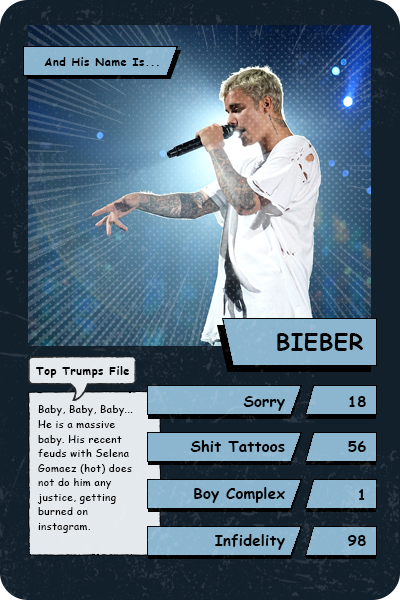 And His Name Is...
BIEBER
Top Trumps File
Baby, Baby, Baby...
He is a massive
baby. His recent
feuds with Selena
Gomaez (hot) does
not do him any
justice, getting
burned on
instagram.
Sorry 18
Shit Tattoos 56
Boy Complex 1
Infidelity 98